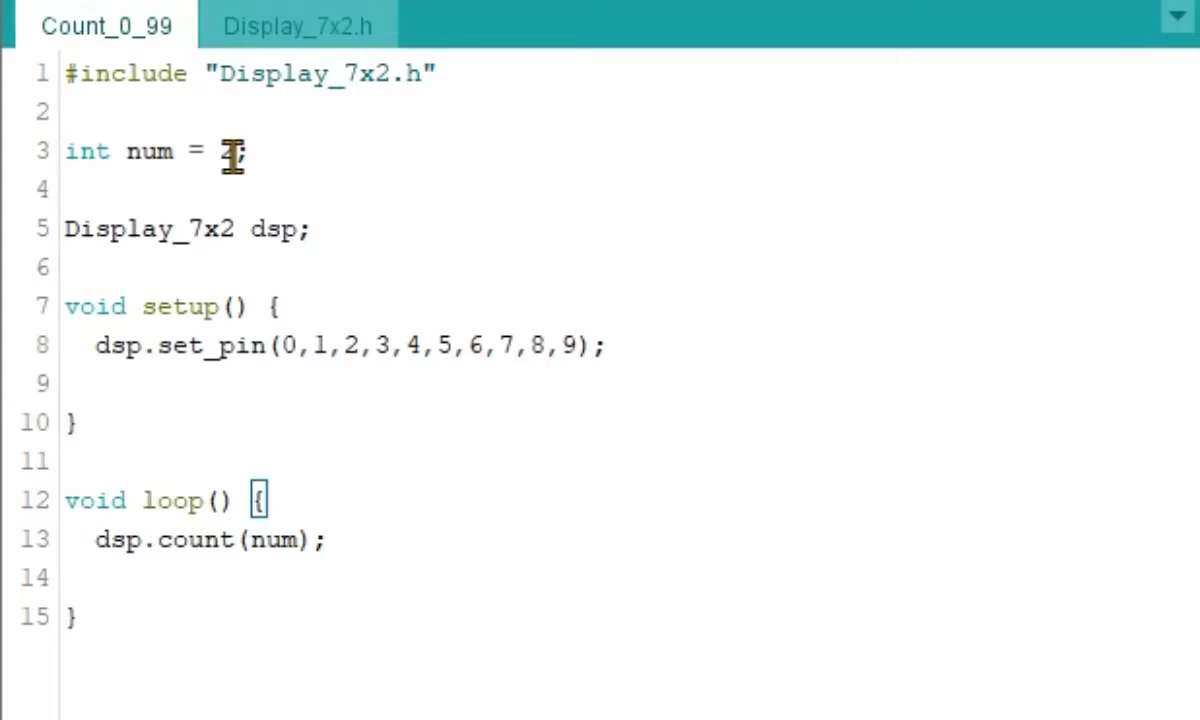 Count_0_99
Display_7x2.h
1 #include "Display_7x2.h"
2
3 int num = ;
4
5 Display_7x2 dsp;
6
7 void setup() {
8 dsp.set_pin(0,1,2,3,4,5,6,7,8,9);
9
10 }
11
12 void loop() {
13 dsp.count(num);
14
15 }